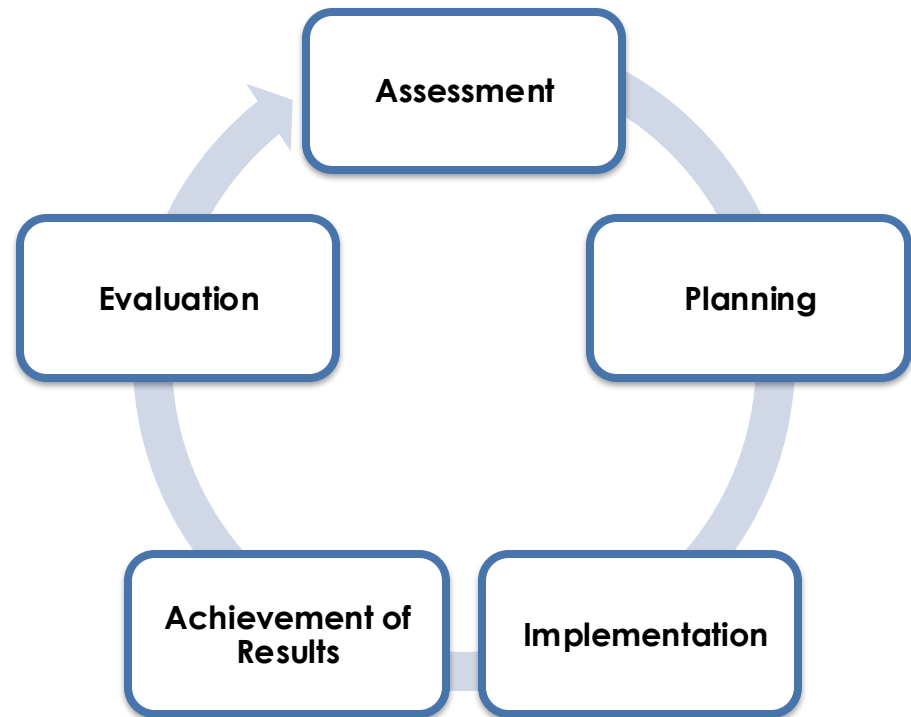 Assessment
Planning
Implementation
Achievement of
Results
Evaluation